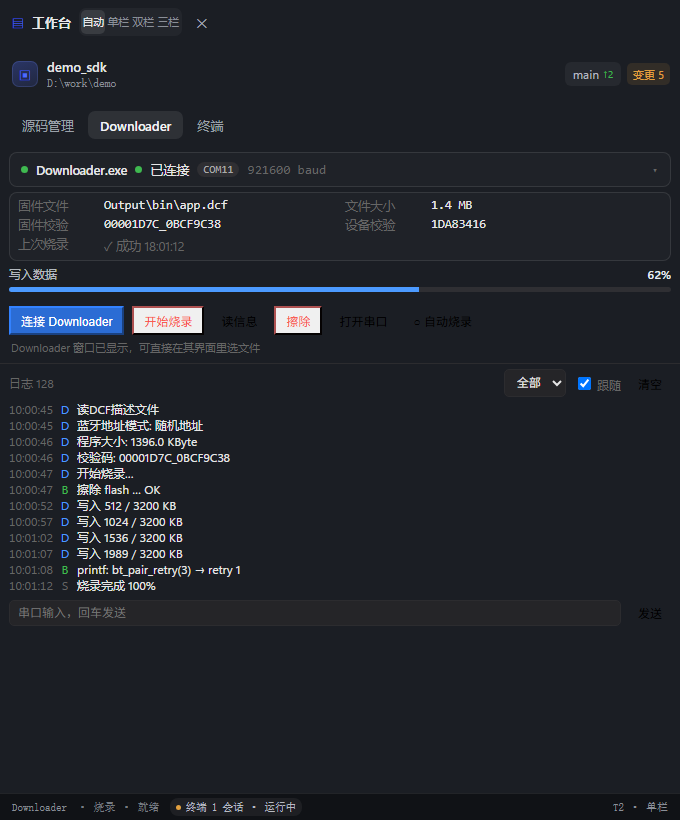 工作台 自动 单栏 双栏 三栏
demo_sdk
D:\work\demo
main ↑2 变更 5
源码管理 Downloader 终端
Downloader.exe 已连接 COM11 921600 baud
固件文件 Output\bin\app.dcf 文件大小 1.4 MB
固件校验 00001D7C_0BCF9C38 设备校验 1DA83416
上次烧录 ✓ 成功 18:01:12
写入数据 62%
连接 Downloader 开始烧录 读信息 擦除 打开串口 ○ 自动烧录
Downloader 窗口已显示，可直接在其界面里选文件
日志 128 全部 跟随 清空
10:00:45 D 读DCF描述文件
10:00:45 D 蓝牙地址模式: 随机地址
10:00:46 D 程序大小: 1396.0 KByte
10:00:46 D 校验码: 00001D7C_0BCF9C38
10:00:47 D 开始烧录...
10:00:47 B 擦除 flash ... OK
10:00:52 D 写入 512 / 3200 KB
10:00:57 D 写入 1024 / 3200 KB
10:01:02 D 写入 1536 / 3200 KB
10:01:07 D 写入 1989 / 3200 KB
10:01:08 B printf: bt_pair_retry(3) → retry 1
10:01:12 S 烧录完成 100%
串口输入，回车发送 发送
Downloader · 烧录 · 就绪 终端 1 会话 · 运行中 T2 · 单栏